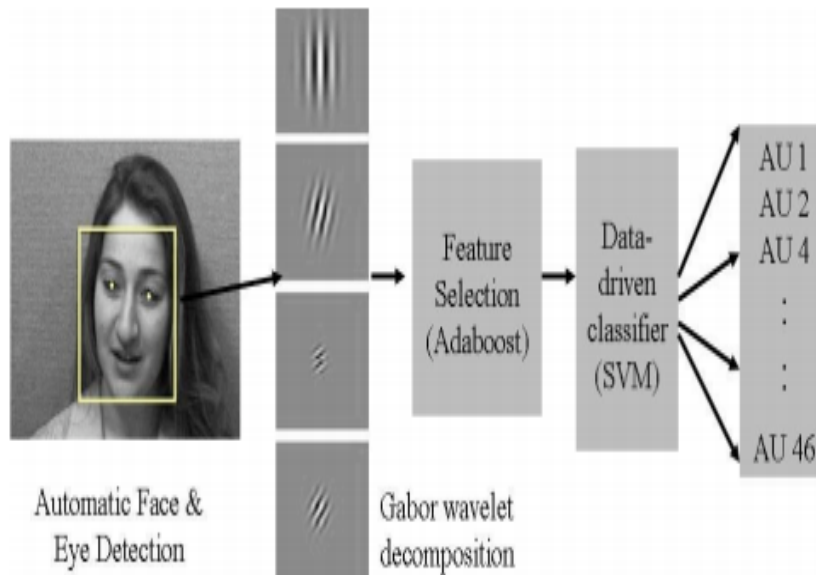 Automatic Face &
Eye Detection
Gabor wavelet
decomposition
Feature
Selection
(Adaboost)
Data-
driven
classifier
(SVM)
AU 1
AU 2
AU 4
:
:
AU 46